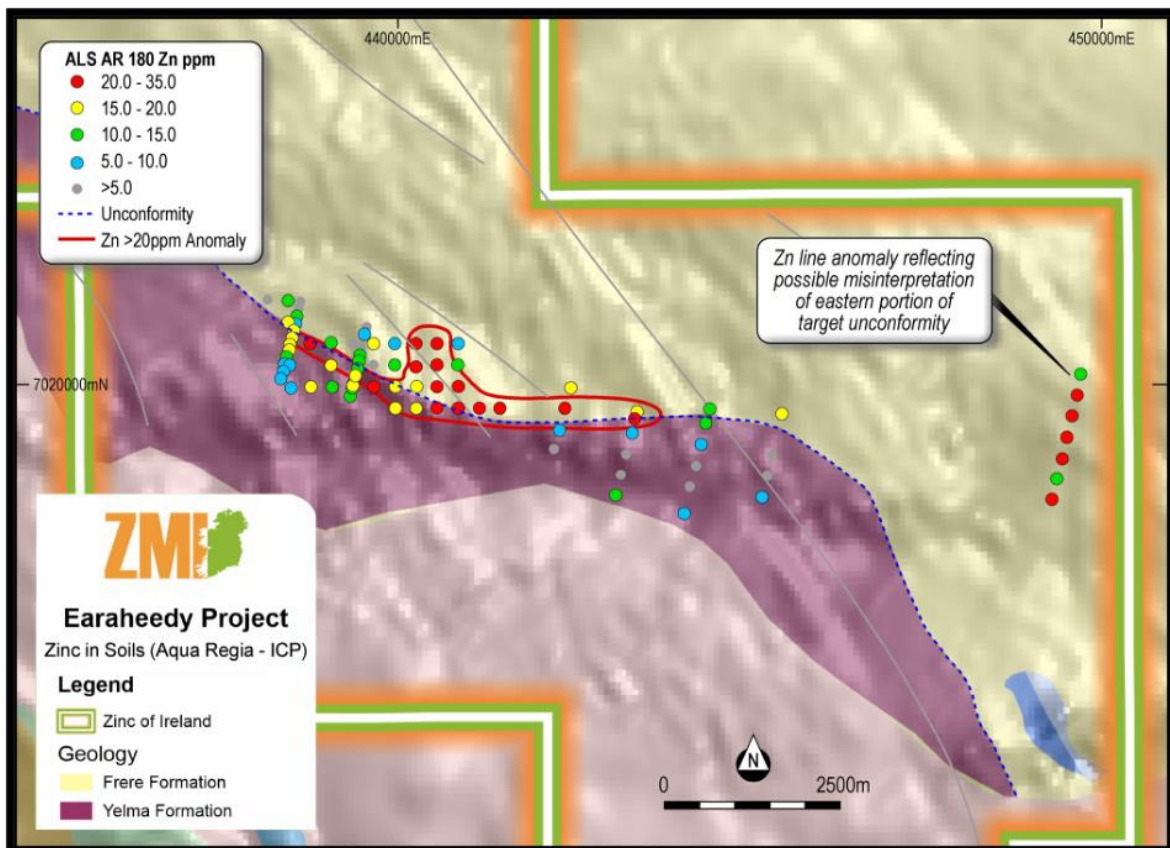 440000mE
450000mE
ALS AR 180 Zn ppm
20.0 - 35.0
15.0 - 20.0
10.0 - 15.0
5.0 - 10.0
>5.0
Unconformity
Zn >20ppm Anomaly
Zn line anomaly reflecting
possible misinterpretation
of eastern portion of
target unconformity
7020000mN
ZMI
Earaheedy Project
Zinc in Soils (Aqua Regia - ICP)
Legend
Zinc of Ireland
Geology
Frere Formation
Yelma Formation
N
0
2500m